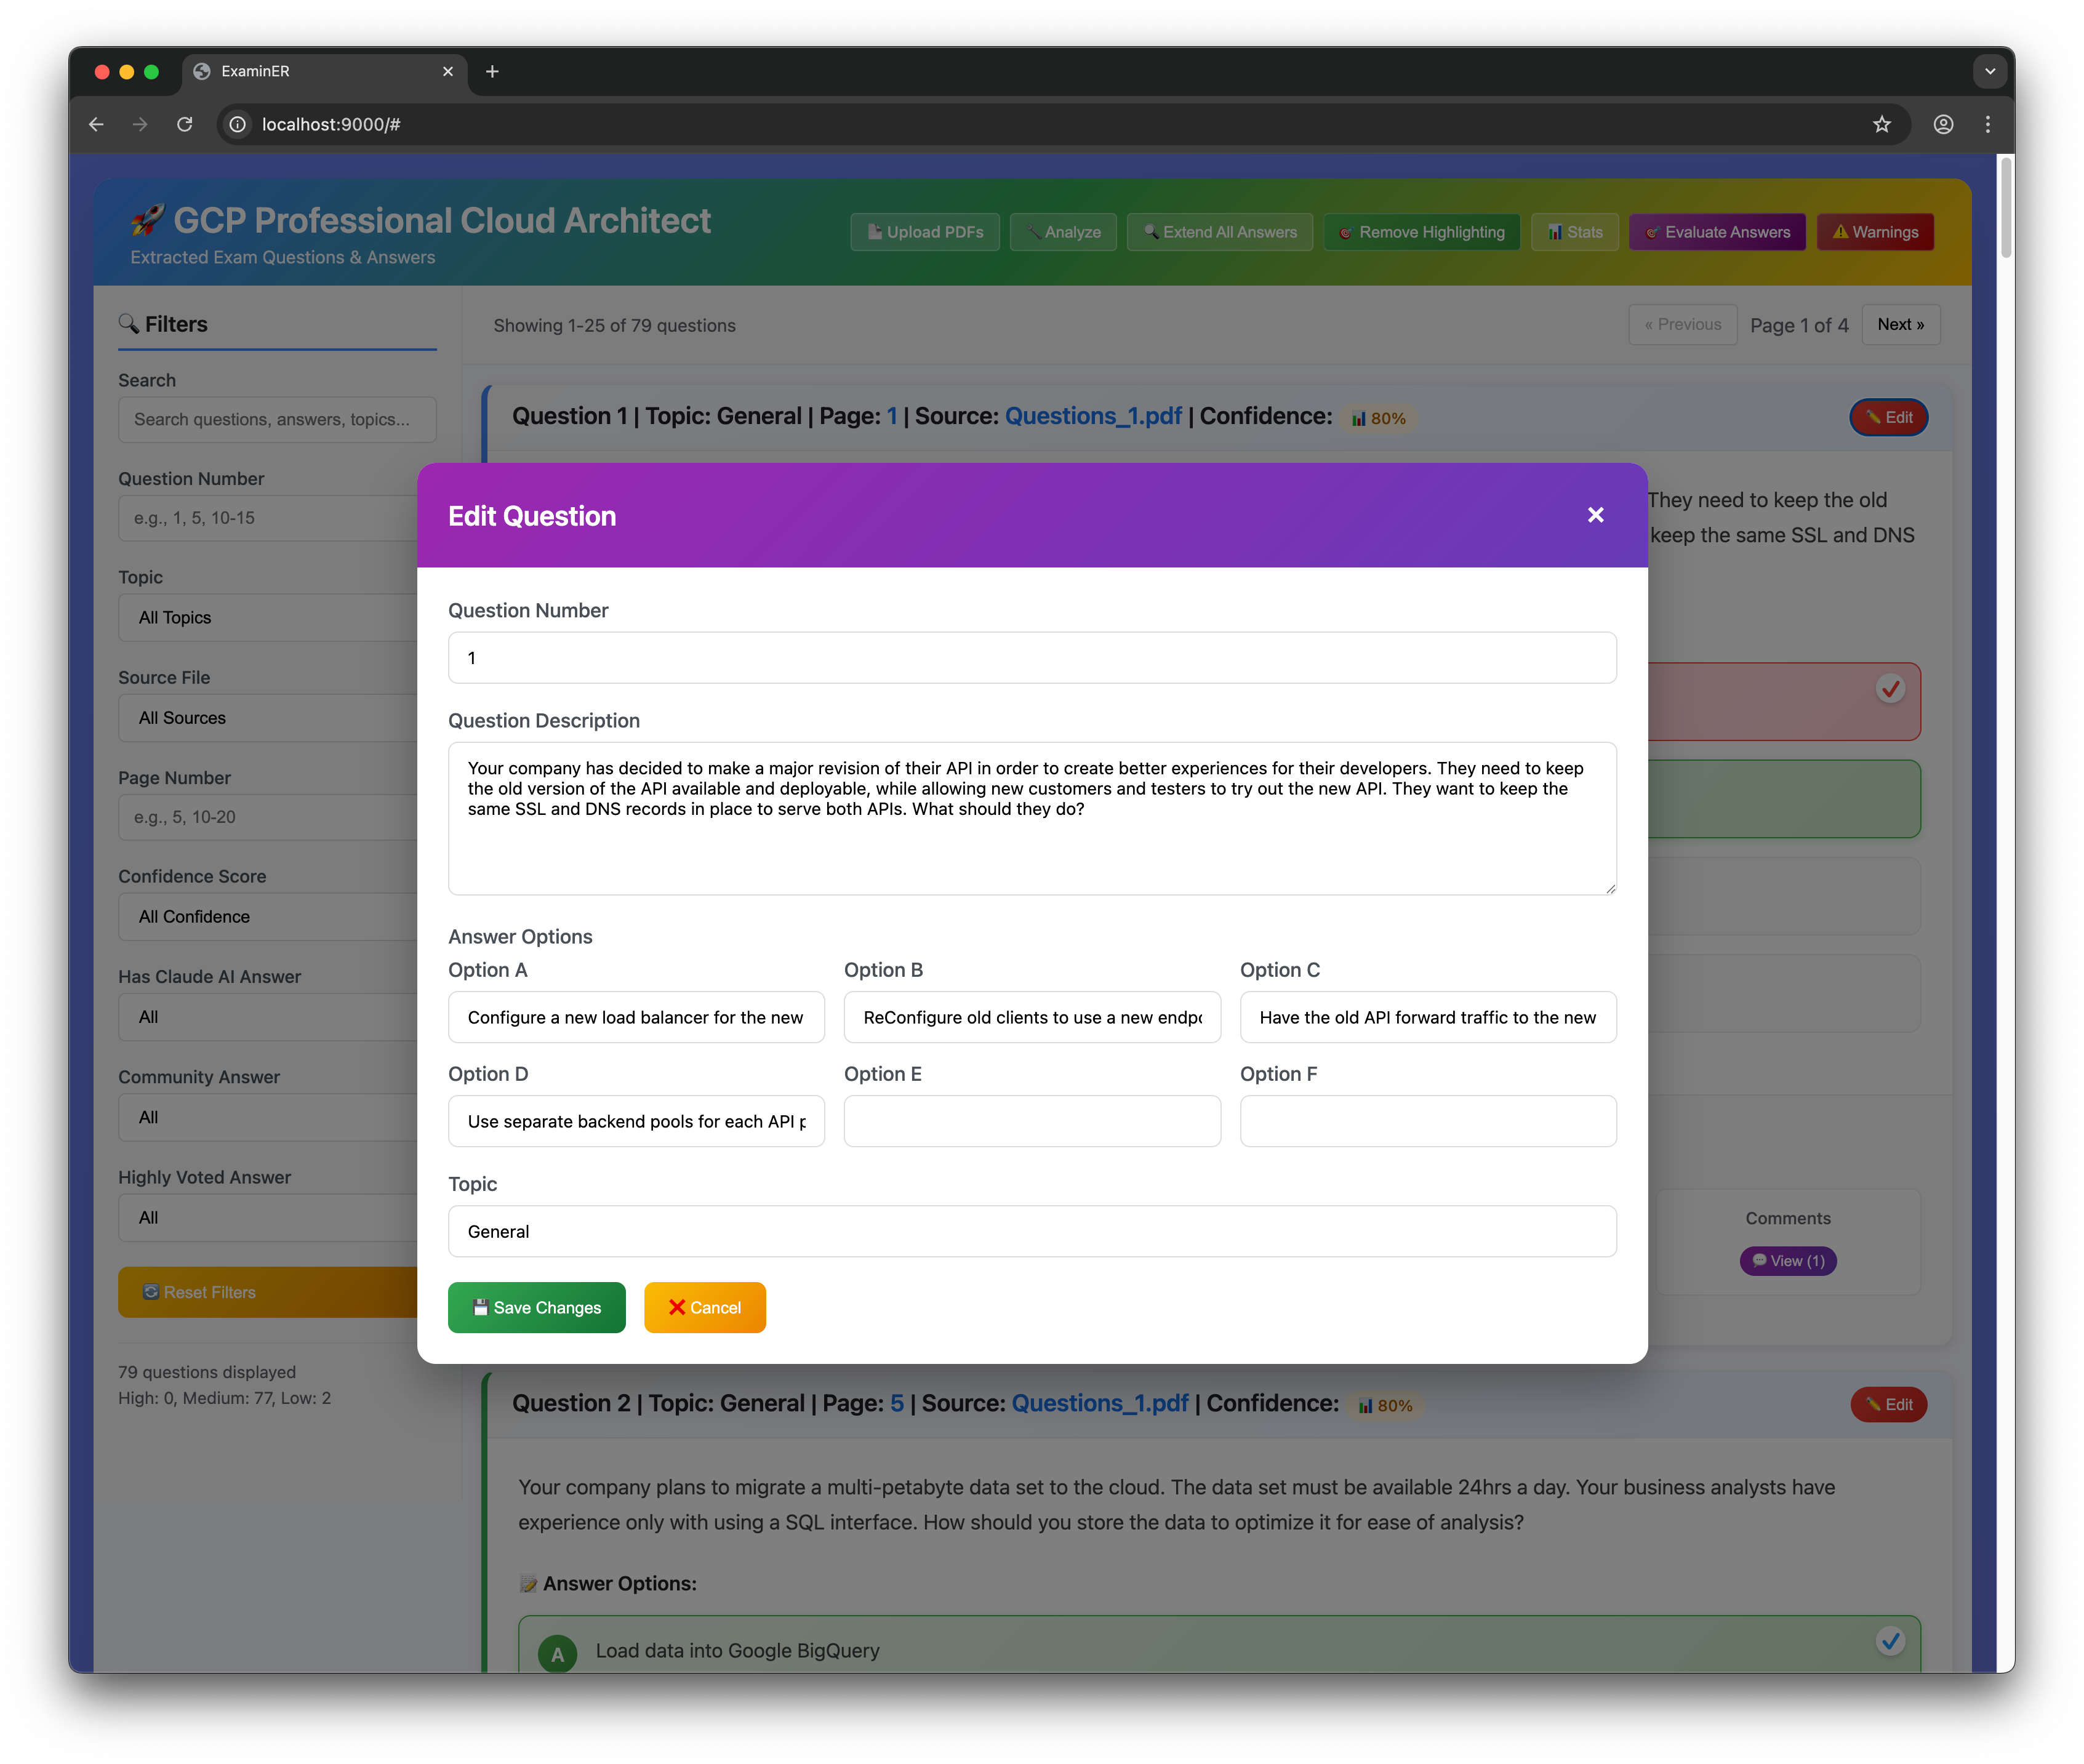 ExaminER
localhost:9000/#
🚀 GCP Professional Cloud Architect
Extracted Exam Questions & Answers
Upload PDFs
Analyze
Extend All Answers
Remove Highlighting
Stats
Evaluate Answers
Warnings
🔍 Filters
Search
Search questions, answers, topics...
Question Number
e.g., 1, 5, 10-15
Topic
All Topics
Source File
All Sources
Page Number
e.g., 5, 10-20
Confidence Score
All Confidence
Has Claude AI Answer
All
Community Answer
All
Highly Voted Answer
All
Reset Filters
79 questions displayed
High: 0, Medium: 77, Low: 2
Showing 1-25 of 79 questions
« Previous
Page 1 of 4
Next »
Question 1 | Topic: General | Page: 1 | Source: Questions_1.pdf | Confidence: 80%
Edit
They need to keep the old
keep the same SSL and DNS
Edit Question
×
Question Number
1
Question Description
Your company has decided to make a major revision of their API in order to create better experiences for their developers. They need to keep
the old version of the API available and deployable, while allowing new customers and testers to try out the new API. They want to keep the
same SSL and DNS records in place to serve both APIs. What should they do?
Answer Options
Option A
Option B
Option C
Configure a new load balancer for the new
ReConfigure old clients to use a new endpo
Have the old API forward traffic to the new
Option D
Option E
Option F
Use separate backend pools for each API p
Topic
General
Save Changes
Cancel
Comments
View (1)
Question 2 | Topic: General | Page: 5 | Source: Questions_1.pdf | Confidence: 80%
Edit
Your company plans to migrate a multi-petabyte data set to the cloud. The data set must be available 24hrs a day. Your business analysts have
experience only with using a SQL interface. How should you store the data to optimize it for ease of analysis?
Answer Options:
A
Load data into Google BigQuery